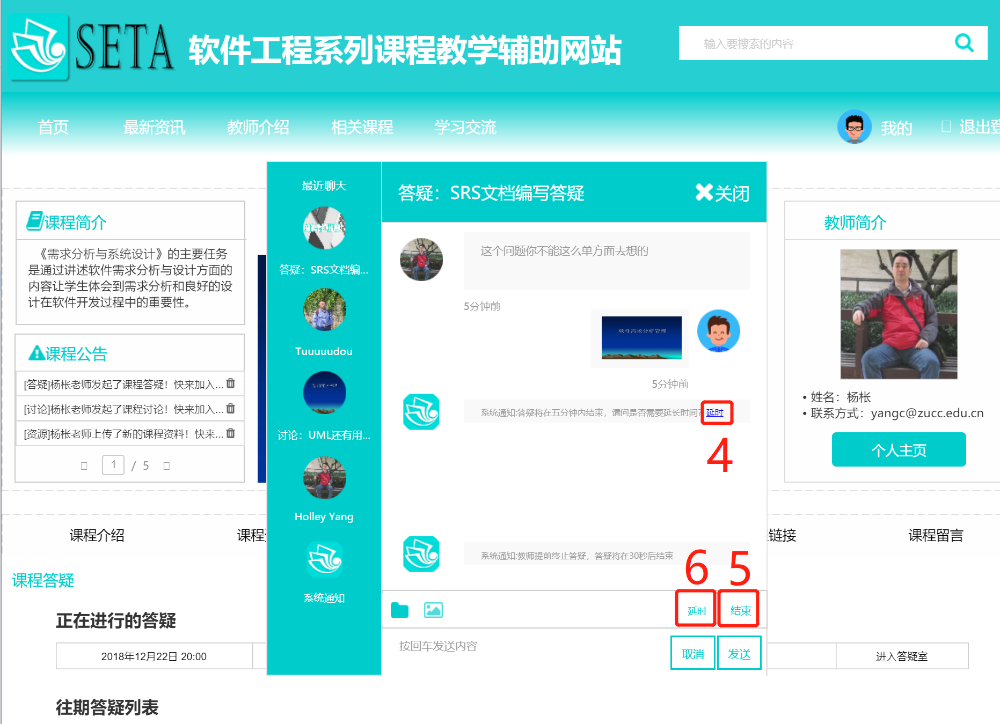 SETA
软件工程系列课程教学辅助网站
输入要搜索的内容
首页
最新资讯
教师介绍
相关课程
学习交流
我的
退出登
课程简介
《需求分析与系统设计》的主要任务
是通过讲述软件需求分析与设计方面的
内容让学生体会到需求分析和良好的设
计在软件开发过程中的重要性。
课程公告
[答疑]杨枨老师发起了课程答疑！快来加入...
[讨论]杨枨老师发起了课程讨论！快来加入...
[资源]杨枨老师上传了新的课程资料！快来...
1 / 5
最近聊天
答疑：SRS文档编...
Tuuuuudou
讨论：UML还有用...
Holley Yang
系统通知
答疑：SRS文档编写答疑
关闭
这个问题你不能这么单方面去想的
5分钟前
软件需求分析管理
5分钟前
系统通知:答疑将在五分钟内结束，请问是否需要延长时间?
延时
4
系统通知:教师提前终止答疑，答疑将在30秒后结束
6
5
延时
结束
按回车发送内容
取消
发送
教师简介
• 姓名：杨枨
• 联系方式：yangc@zucc.edu.cn
个人主页
课程介绍
课程
链接
课程留言
课程答疑
正在进行的答疑
2018年12月22日 20:00
进入答疑室
往期答疑列表